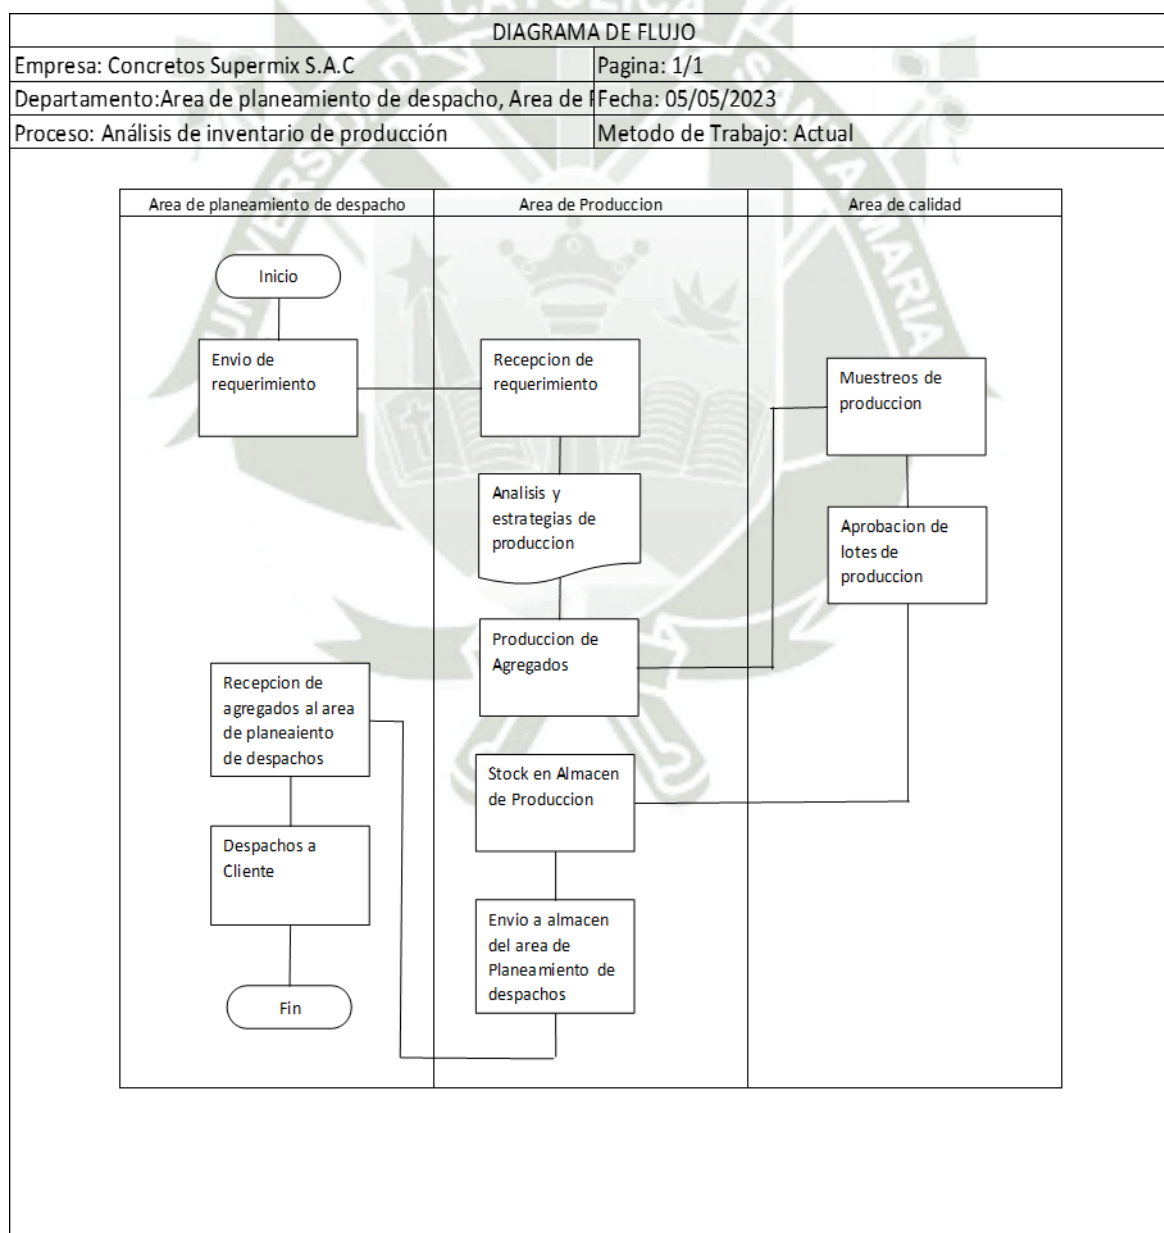 DIAGRAMA DE FLUJO
Empresa: Concretos Supermix S.A.C
Pagina: 1/1
Departamento:Area de planeamiento de despacho, Area de
Fecha: 05/05/2023
Proceso: Análisis de inventario de producción
Metodo de Trabajo: Actual
Area de planeamiento de despacho
Area de Produccion
Area de calidad
Inicio
Envio de
requerimiento
Recepcion de
requerimiento
Muestreos de
produccion
Analisis y
estrategias de
produccion
Aprobacion de
lotes de
produccion
Produccion de
Agregados
Recepcion de
agregados al area
de planeaiento
de despachos
Stock en Almacen
de Produccion
Despachos a
Cliente
Envio a almacen
del area de
Planeamiento de
despachos
Fin
UNIVERSIDAD
CATOLICA
SANTA MARIA